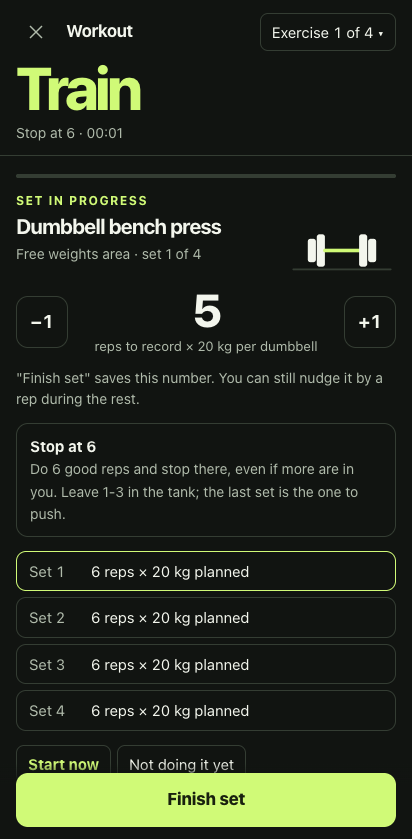 Workout
Exercise 1 of 4 ▾
Train
Stop at 6 · 00:01
SET IN PROGRESS
Dumbbell bench press
Free weights area · set 1 of 4
−1
5
+1
reps to record × 20 kg per dumbbell
"Finish set" saves this number. You can still nudge it by a
rep during the rest.
Stop at 6
Do 6 good reps and stop there, even if more are in
you. Leave 1-3 in the tank; the last set is the one to
push.
Set 1 6 reps × 20 kg planned
Set 2 6 reps × 20 kg planned
Set 3 6 reps × 20 kg planned
Set 4 6 reps × 20 kg planned
Start now Not doing it yet
Finish set